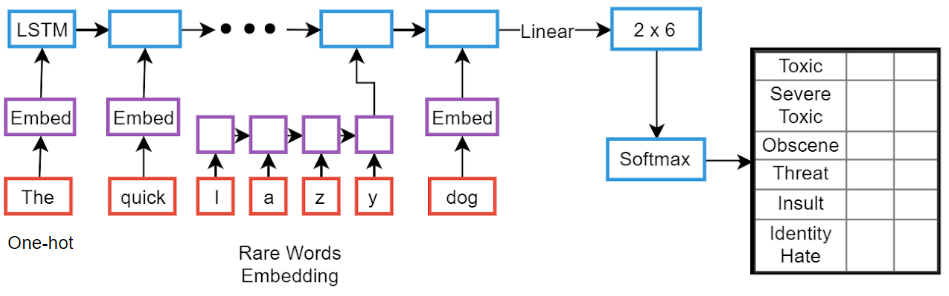 LSTM
Linear
2 x 6
Toxic
Severe
Toxic
Obscene
Threat
Insult
Identity
Hate
Embed
Embed
Embed
Softmax
The
quick
l
a
z
y
dog
One-hot
Rare Words
Embedding